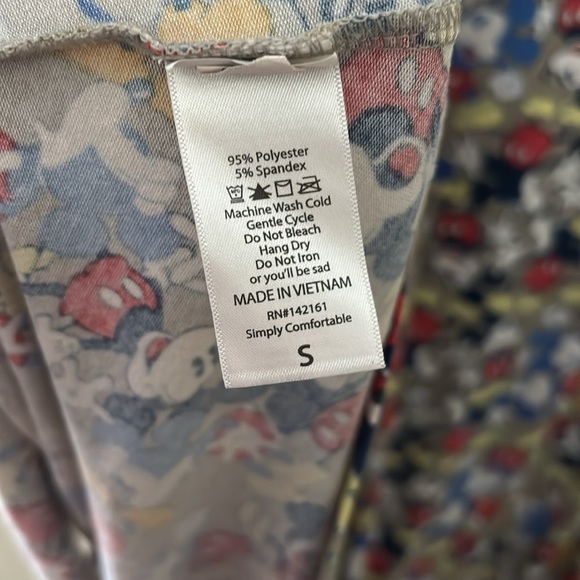 95% Polyester
5% Spandex
Machine Wash Cold
Gentle Cycle
Do Not Bleach
Hang Dry
Do Not Iron
or you'll be sad
MADE IN VIETNAM
RN#142161
Simply Comfortable
S